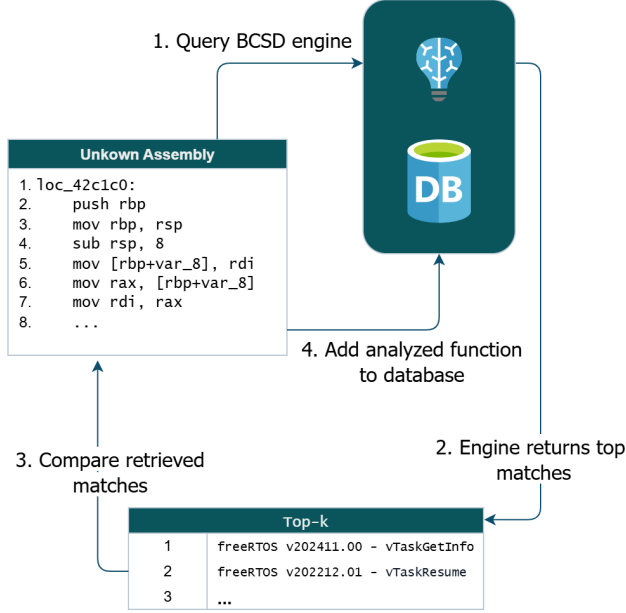 1. Query BCSD engine
DB
Unkown Assembly
1. loc_42c1c0:
2. push rbp
3. mov rbp, rsp
4. sub rsp, 8
5. mov [rbp+var_8], rdi
6. mov rax, [rbp+var_8]
7. mov rdi, rax
8. ...
4. Add analyzed function
to database
2. Engine returns top
matches
3. Compare retrieved
matches
Top-k
1 freeRTOS v202411.00 - vTaskGetInfo
2 freeRTOS v202212.01 - vTaskResume
3 ...